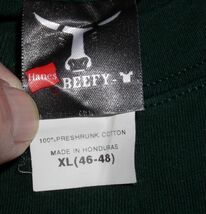 Hanes
BEEFY-
100% PRESHRUNK COTTON
MADE IN HONDURAS
XL(46-48)